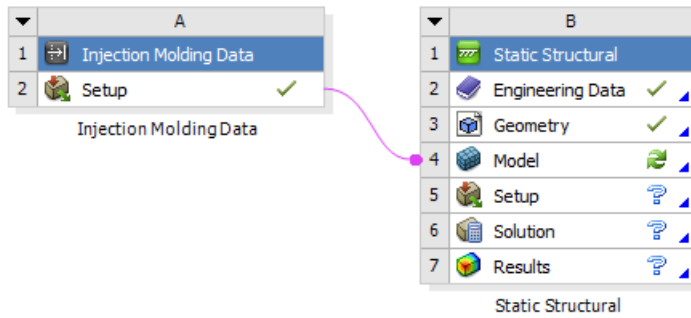 A
1 Injection Molding Data
2 Setup
Injection Molding Data
B
1 Static Structural
2 Engineering Data
3 Geometry
4 Model
5 Setup
6 Solution
7 Results
Static Structural